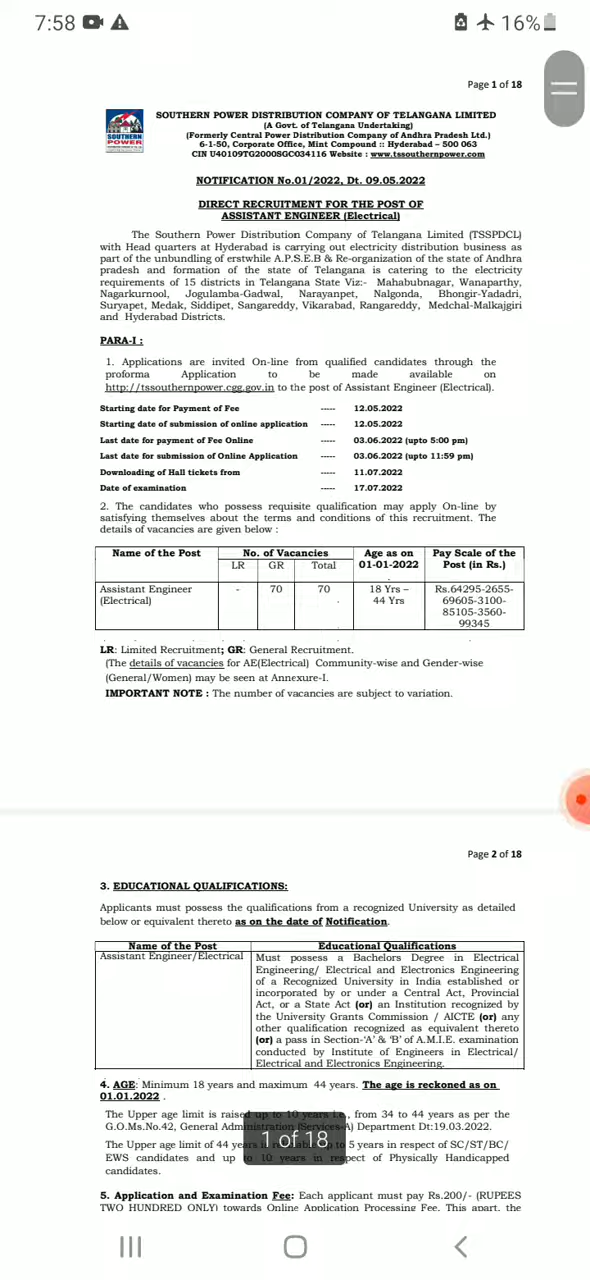 7:58
16%
Page 1 of 18
SOUTHERN POWER DISTRIBUTION COMPANY OF TELANGANA LIMITED
(A Govt. of Telangana Undertaking)
(Formerly Central Power Distribution Company of Andhra Pradesh Ltd.)
6-1-50, Corporate Office, Mint Compound :: Hyderabad – 500 063
CIN U40109TG2000SGC034116 Website : www.tssouthernpower.com
SOUTHERN
POWER
NOTIFICATION No.01/2022, Dt. 09.05.2022
DIRECT RECRUITMENT FOR THE POST OF
ASSISTANT ENGINEER (Electrical)
The Southern Power Distribution Company of Telangana Limited (TSSPDCL)
with Head quarters at Hyderabad is carrying out electricity distribution business as
part of the unbundling of erstwhile A.P.S.E.B & Re-organization of the state of Andhra
pradesh and formation of the state of Telangana is catering to the electricity
requirements of 15 districts in Telangana State Viz:- Mahabubnagar, Wanaparthy,
Nagarkurnool, Jogulamba-Gadwal, Narayanpet, Nalgonda, Bhongir-Yadadri,
Suryapet, Medak, Siddipet, Sangareddy, Vikarabad, Rangareddy, Medchal-Malkajgiri
and Hyderabad Districts.
PARA-I :
1. Applications are invited On-line from qualified candidates through the
proforma Application to be made available on
http://tssouthernpower.cgg.gov.in to the post of Assistant Engineer (Electrical).
Starting date for Payment of Fee ----- 12.05.2022
Starting date of submission of online application ----- 12.05.2022
Last date for payment of Fee Online ----- 03.06.2022 (upto 5:00 pm)
Last date for submission of Online Application ----- 03.06.2022 (upto 11:59 pm)
Downloading of Hall tickets from ----- 11.07.2022
Date of examination ----- 17.07.2022
2. The candidates who possess requisite qualification may apply On-line by
satisfying themselves about the terms and conditions of this recruitment. The
details of vacancies are given below :
Name of the Post No. of Vacancies Age as on Pay Scale of the
LR GR Total 01-01-2022 Post (in Rs.)
Assistant Engineer - 70 70 18 Yrs – Rs.64295-2655-
(Electrical) 44 Yrs 69605-3100-
85105-3560-
99345
LR: Limited Recruitment; GR: General Recruitment.
(The details of vacancies for AE(Electrical) Community-wise and Gender-wise
(General/Women) may be seen at Annexure-I.
IMPORTANT NOTE : The number of vacancies are subject to variation.
Page 2 of 18
3. EDUCATIONAL QUALIFICATIONS:
Applicants must possess the qualifications from a recognized University as detailed
below or equivalent thereto as on the date of Notification.
Name of the Post Educational Qualifications
Assistant Engineer/Electrical Must possess a Bachelors Degree in Electrical
Engineering/ Electrical and Electronics Engineering
of a Recognized University in India established or
incorporated by or under a Central Act, Provincial
Act, or a State Act (or) an Institution recognized by
the University Grants Commission / AICTE (or) any
other qualification recognized as equivalent thereto
(or) a pass in Section-'A' & 'B' of A.M.I.E. examination
conducted by Institute of Engineers in Electrical/
Electrical and Electronics Engineering.
4. AGE: Minimum 18 years and maximum 44 years. The age is reckoned as on
01.01.2022 .
The Upper age limit is raised up to 10 years i.e., from 34 to 44 years as per the
G.O.Ms.No.42, General Administration (Services-A) Department Dt:19.03.2022.
The Upper age limit of 44 years is to 5 years in respect of SC/ST/BC/
EWS candidates and up to 10 years in respect of Physically Handicapped
candidates.
1 of 18
5. Application and Examination Fee: Each applicant must pay Rs.200/- (RUPEES
TWO HUNDRED ONLY) towards Online Application Processing Fee. This apart, the